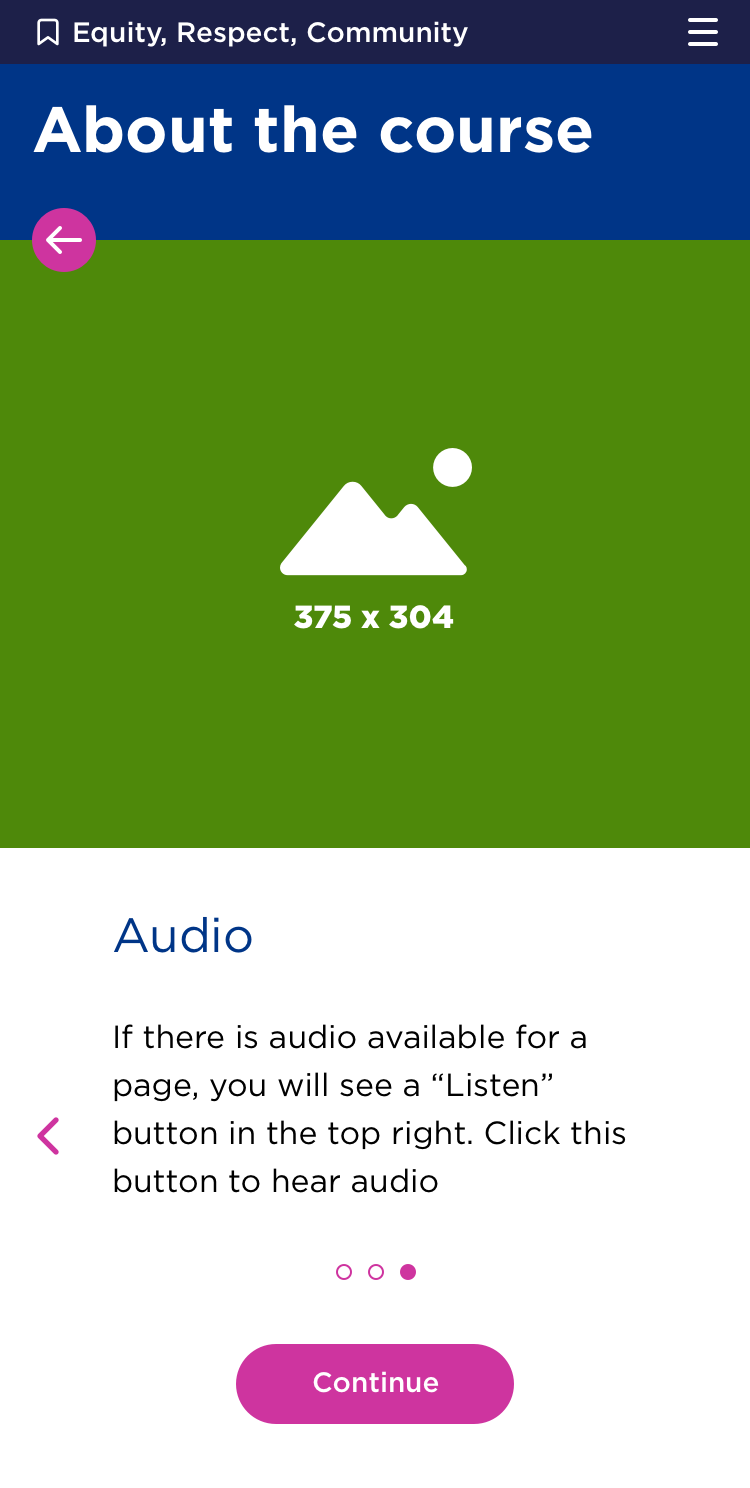 Equity, Respect, Community
About the course
375 x 304
Audio
If there is audio available for a
page, you will see a “Listen”
button in the top right. Click this
button to hear audio
Continue